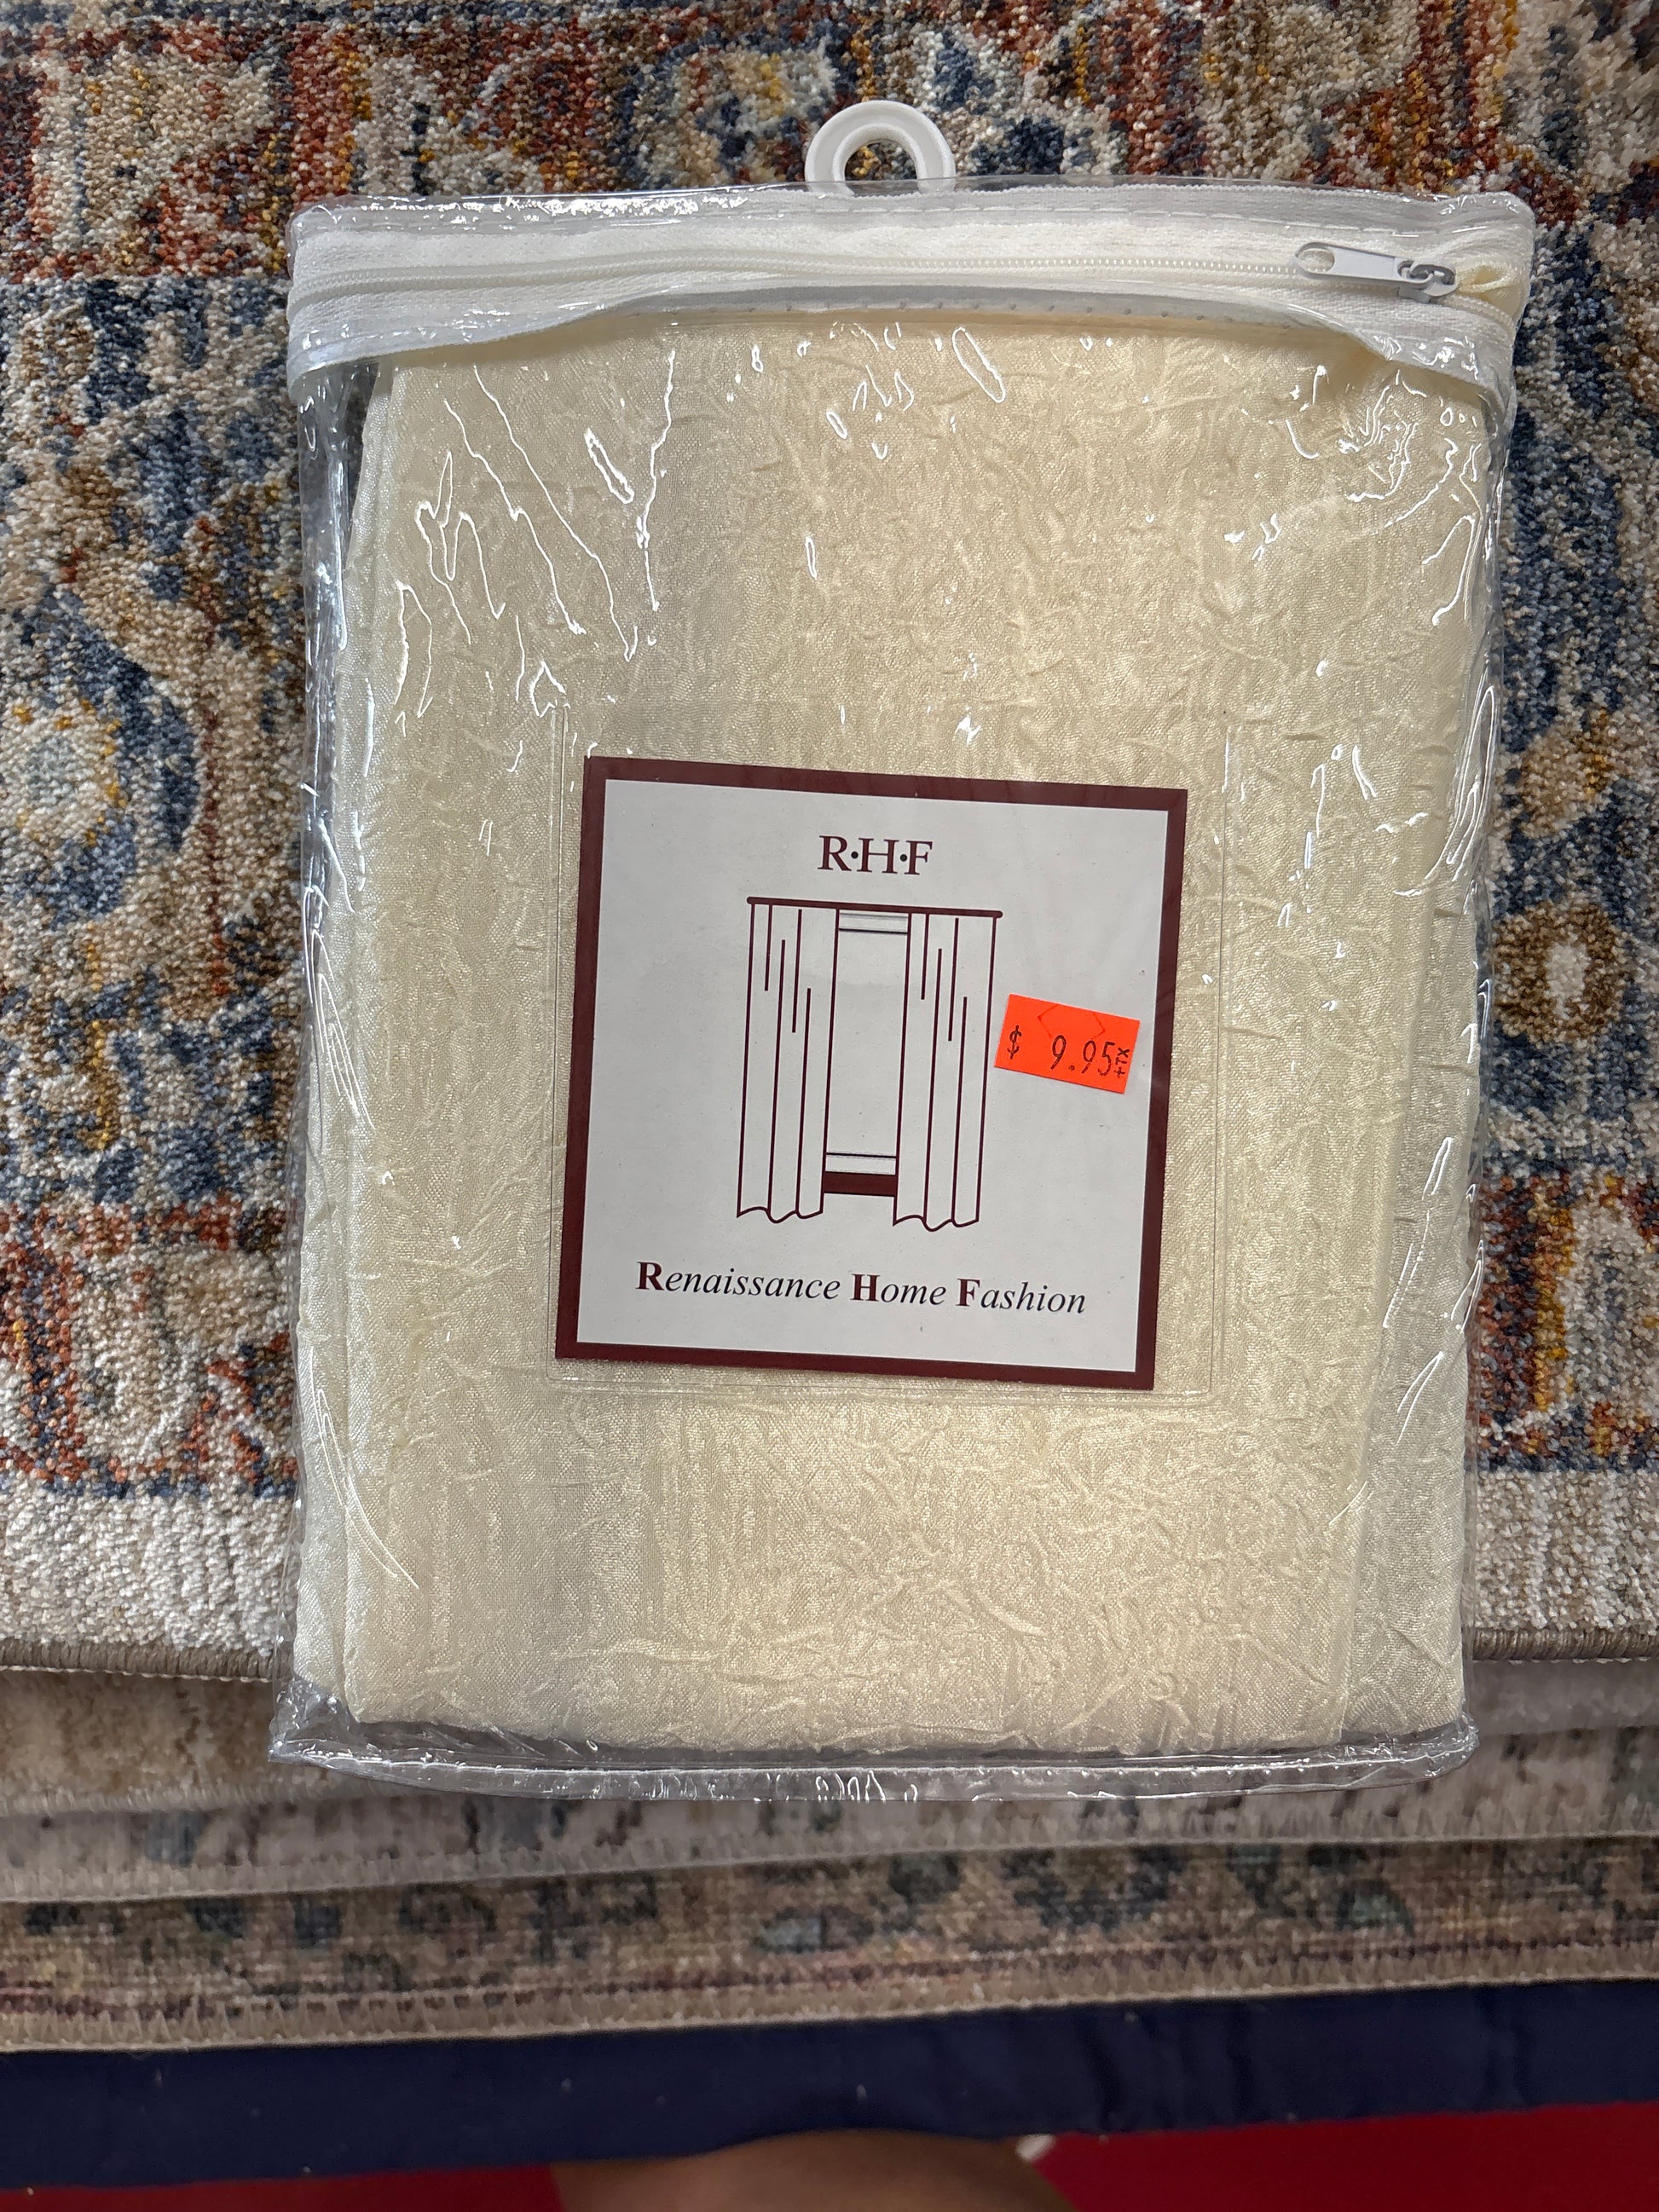 R·H·F
$ 9.95 +TX
Renaissance Home Fashion